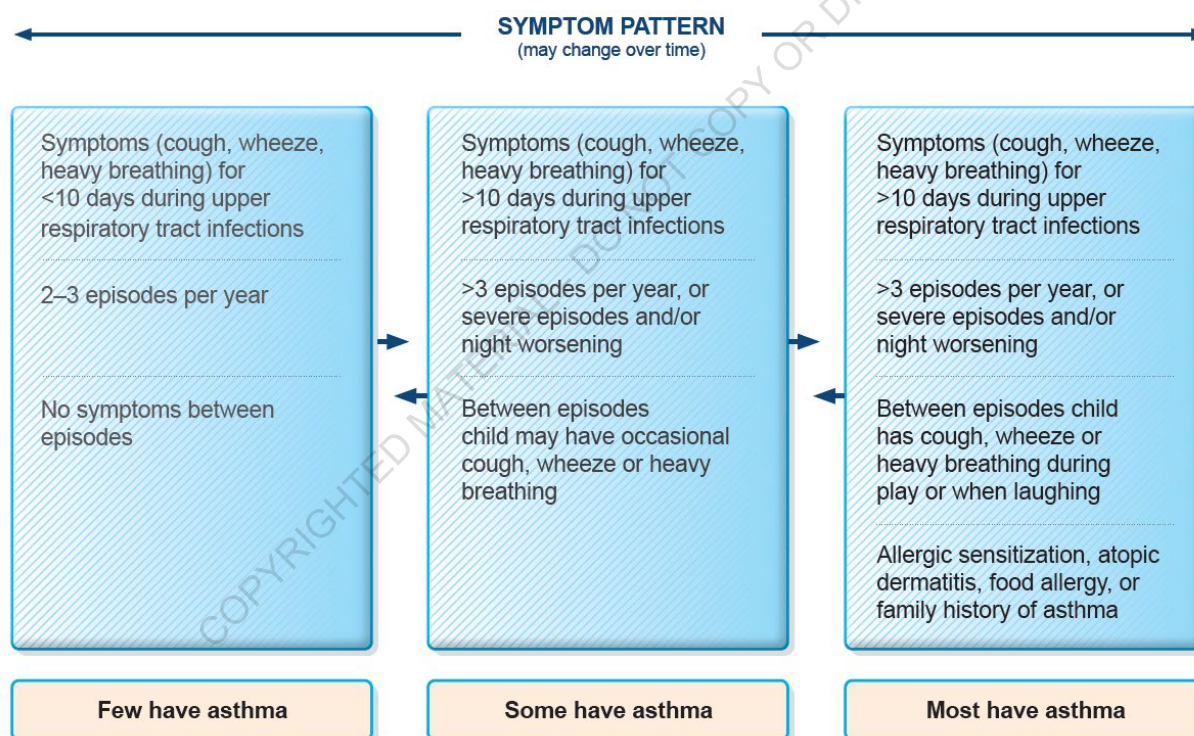 SYMPTOM PATTERN
(may change over time)
Symptoms (cough, wheeze,
heavy breathing) for
<10 days during upper
respiratory tract infections
2–3 episodes per year
No symptoms between
episodes
Few have asthma
Symptoms (cough, wheeze,
heavy breathing) for
>10 days during upper
respiratory tract infections
>3 episodes per year, or
severe episodes and/or
night worsening
Between episodes
child may have occasional
cough, wheeze or heavy
breathing
Some have asthma
Symptoms (cough, wheeze,
heavy breathing) for
>10 days during upper
respiratory tract infections
>3 episodes per year, or
severe episodes and/or
night worsening
Between episodes child
has cough, wheeze or
heavy breathing during
play or when laughing
Allergic sensitization, atopic
dermatitis, food allergy, or
family history of asthma
Most have asthma
COPYRIGHTED MATERIAL - DO NOT COPY OR